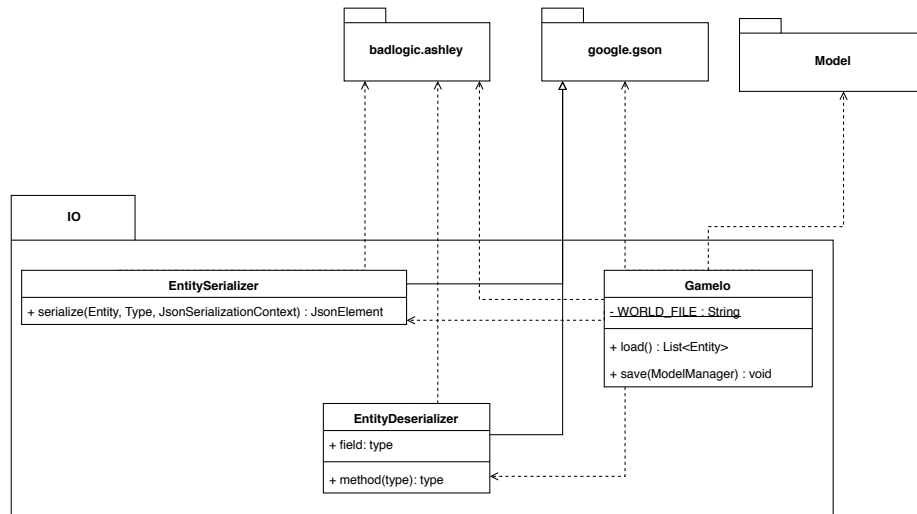 badlogic.ashley
google.gson
Model
IO
EntitySerializer
+ serialize(Entity, Type, JsonSerializationContext) : JsonElement
GameIo
- WORLD_FILE : String
+ load() : List<Entity>
+ save(ModelManager) : void
EntityDeserializer
+ field: type
+ method(type): type